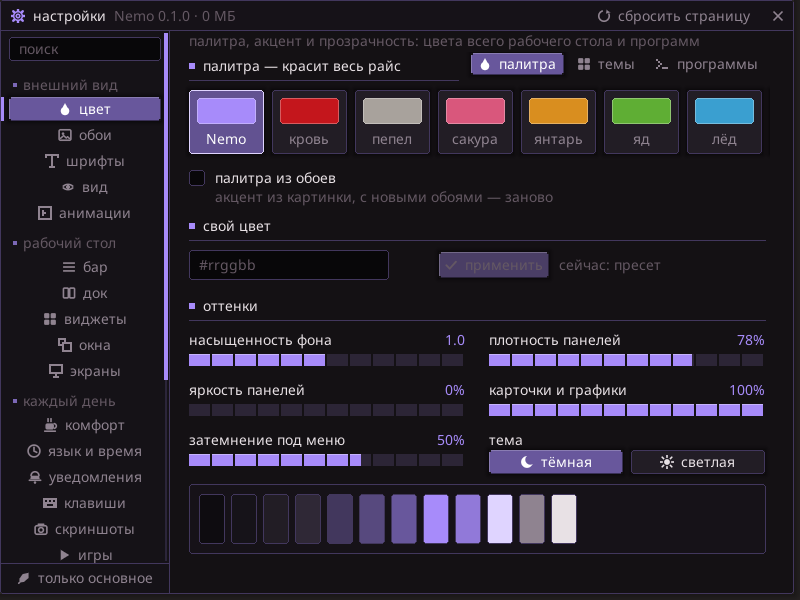 настройки Nemo 0.1.0 · 0 МБ сбросить страницу
поиск
внешний вид
цвет
обои
шрифты
вид
анимации
рабочий стол
бар
док
виджеты
окна
экраны
каждый день
комфорт
язык и время
уведомления
клавиши
скриншоты
игры
только основное
палитра, акцент и прозрачность: цвета всего рабочего стола и программ
палитра — красит весь райс
палитра темы программы
Nemo кровь пепел сакура янтарь яд лёд
палитра из обоев
акцент из картинки, с новыми обоями — заново
свой цвет
#rrggbb применить сейчас: пресет
оттенки
насыщенность фона 1.0 плотность панелей 78%
яркость панелей 0% карточки и графики 100%
затемнение под меню 50% тема
тёмная светлая